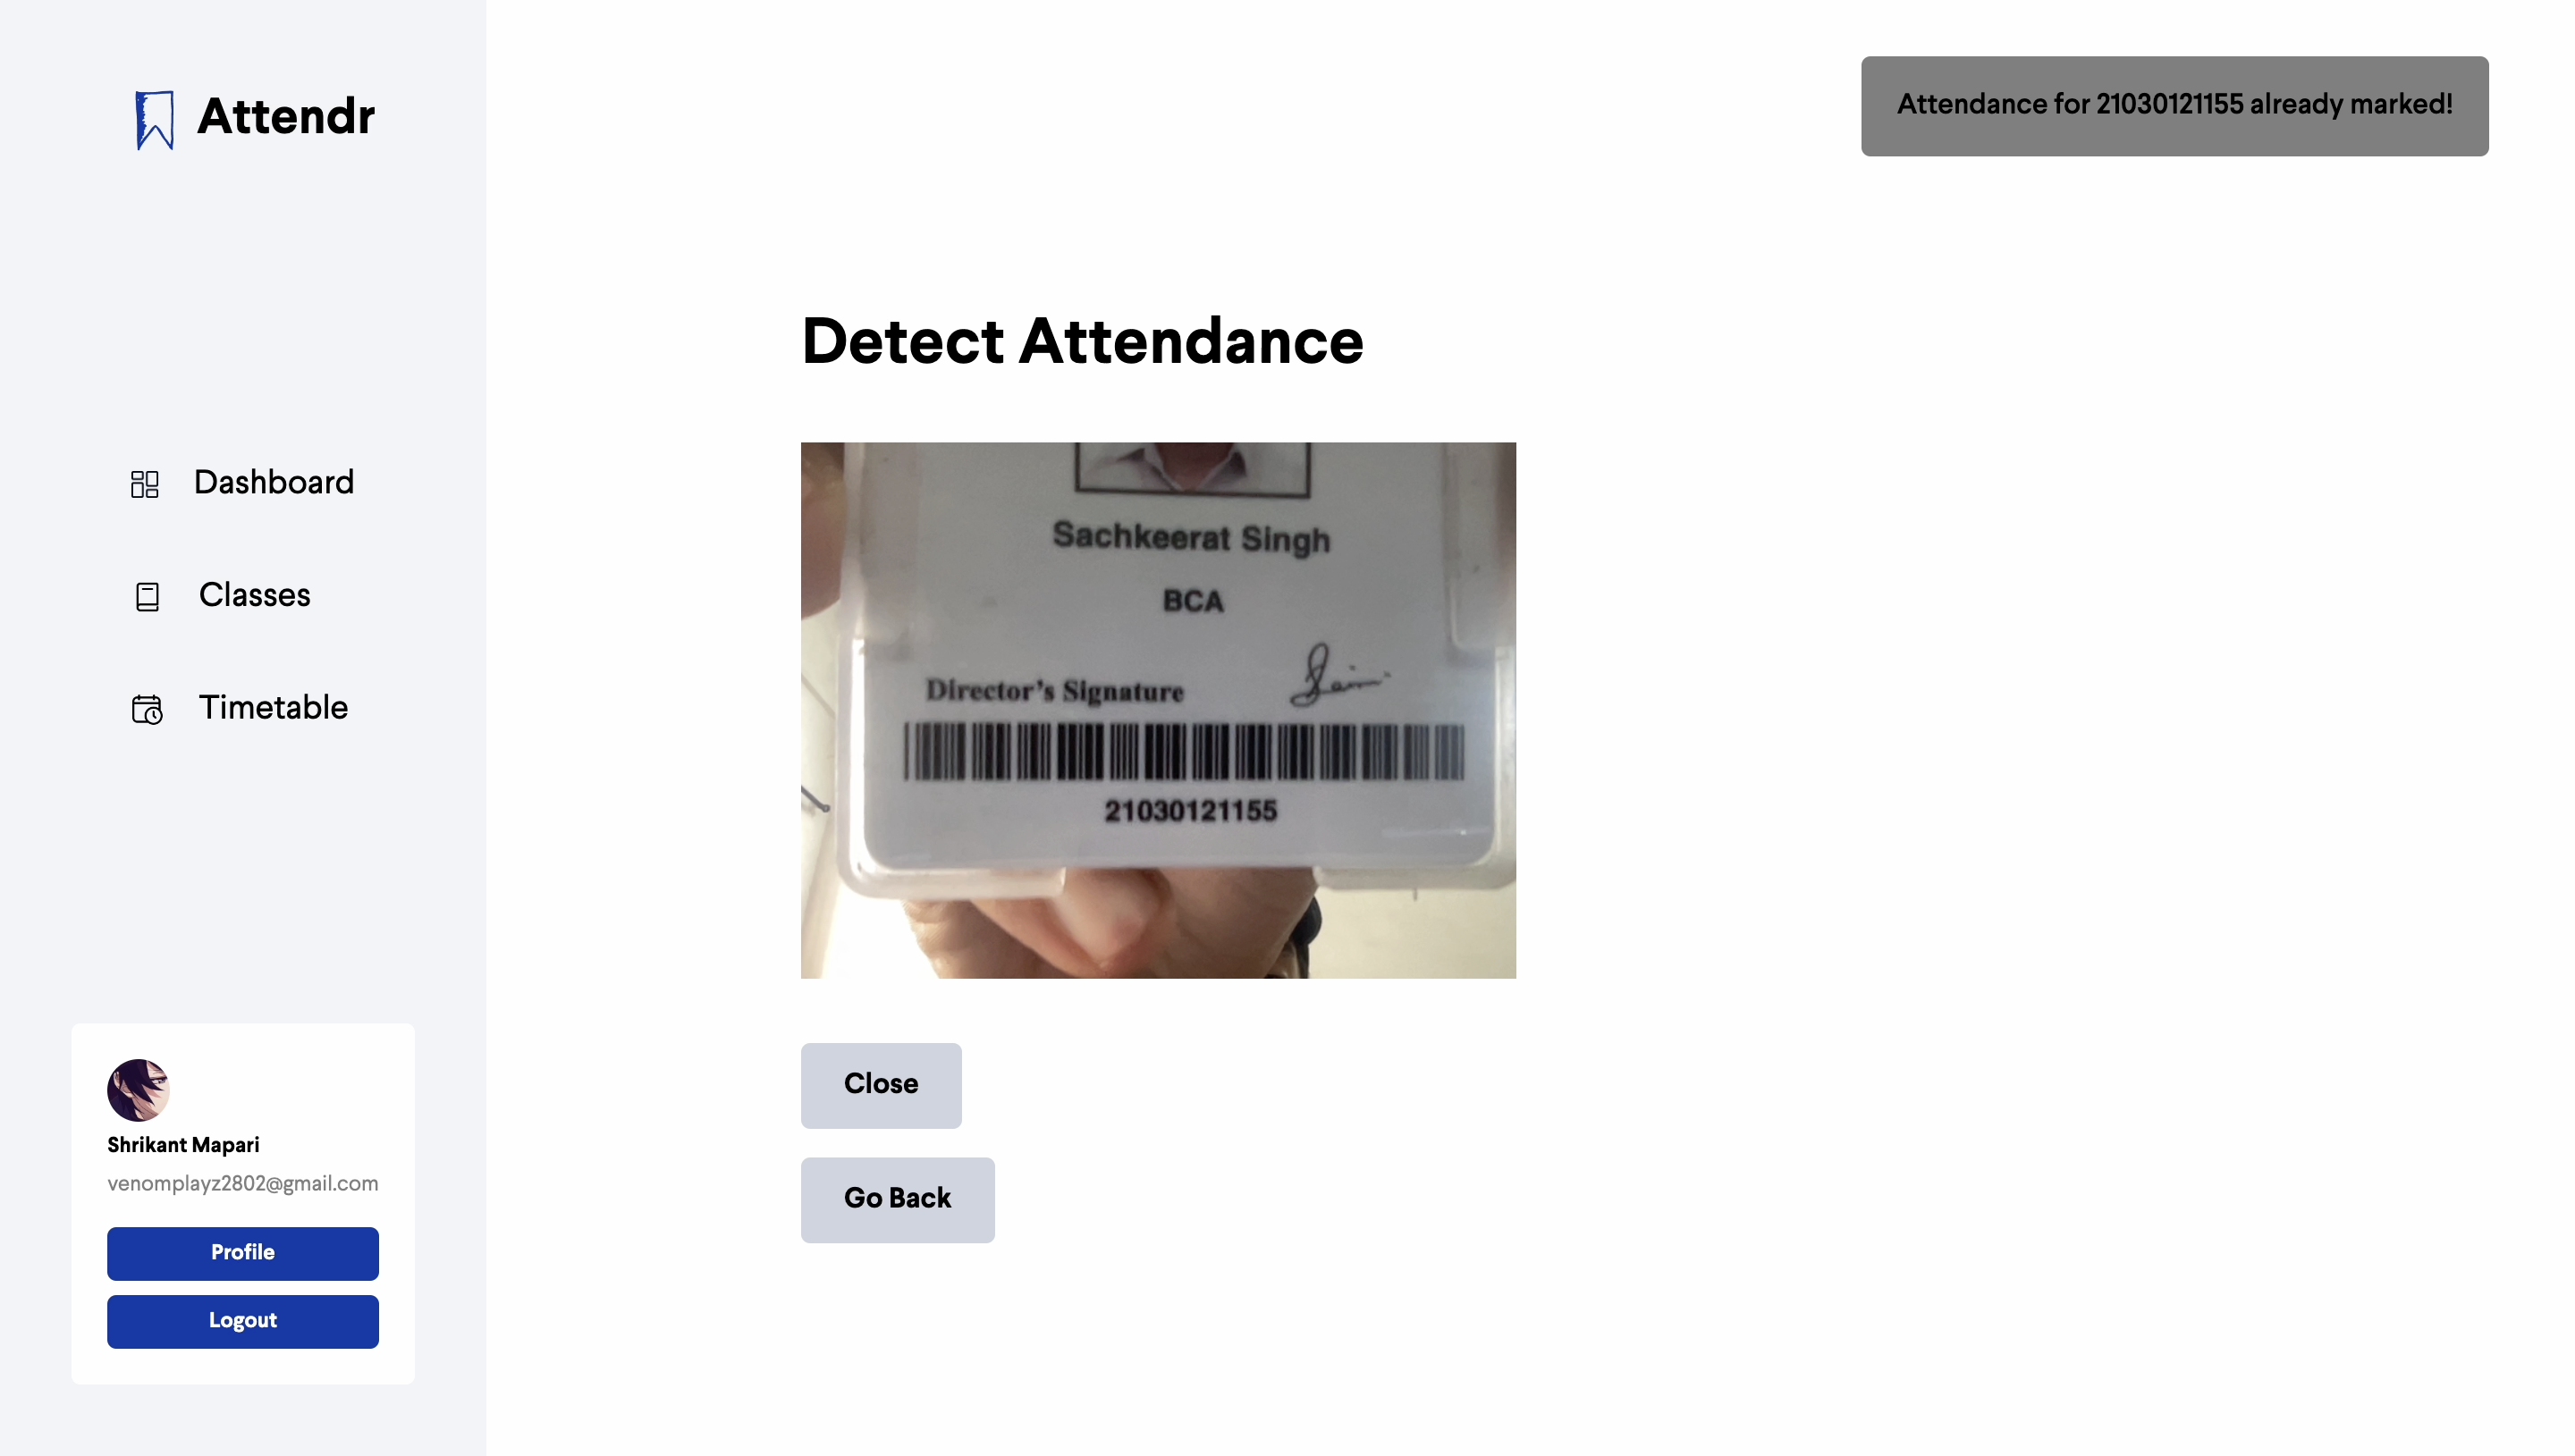 Attendr
Dashboard
Classes
Timetable
Shrikant Mapari
venomplayz2802@gmail.com
Profile
Logout
Attendance for 21030121155 already marked!
Detect Attendance
Sachkeerat Singh
BCA
Director's Signature
21030121155
Close
Go Back